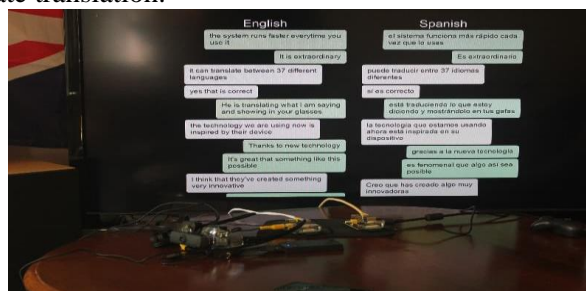 ate translation.
English
the system runs faster everytime you
use it
It is extraordinary
it can translate between 37 different
languages
yes that is correct
He is translating what I am saying
and showing in your glasses
the technology we are using now is
inspired by their device
Thanks to new technology
It's great that something like this
possible
I think that they've created something
very innovative
Spanish
el sistema funciona más rápido cada
vez que lo usas
Es extraordinario
puede traducir entre 37 idiomas
diferentes
sí es correcto
está traduciendo lo que estoy
diciendo y mostrándolo en tus gafas
la tecnología que estamos usando
ahora está inspirada en su
dispositivo
gracias a la nueva tecnología
es fenomenal que algo así sea
posible
Creo que has creado algo muy
innovadoras